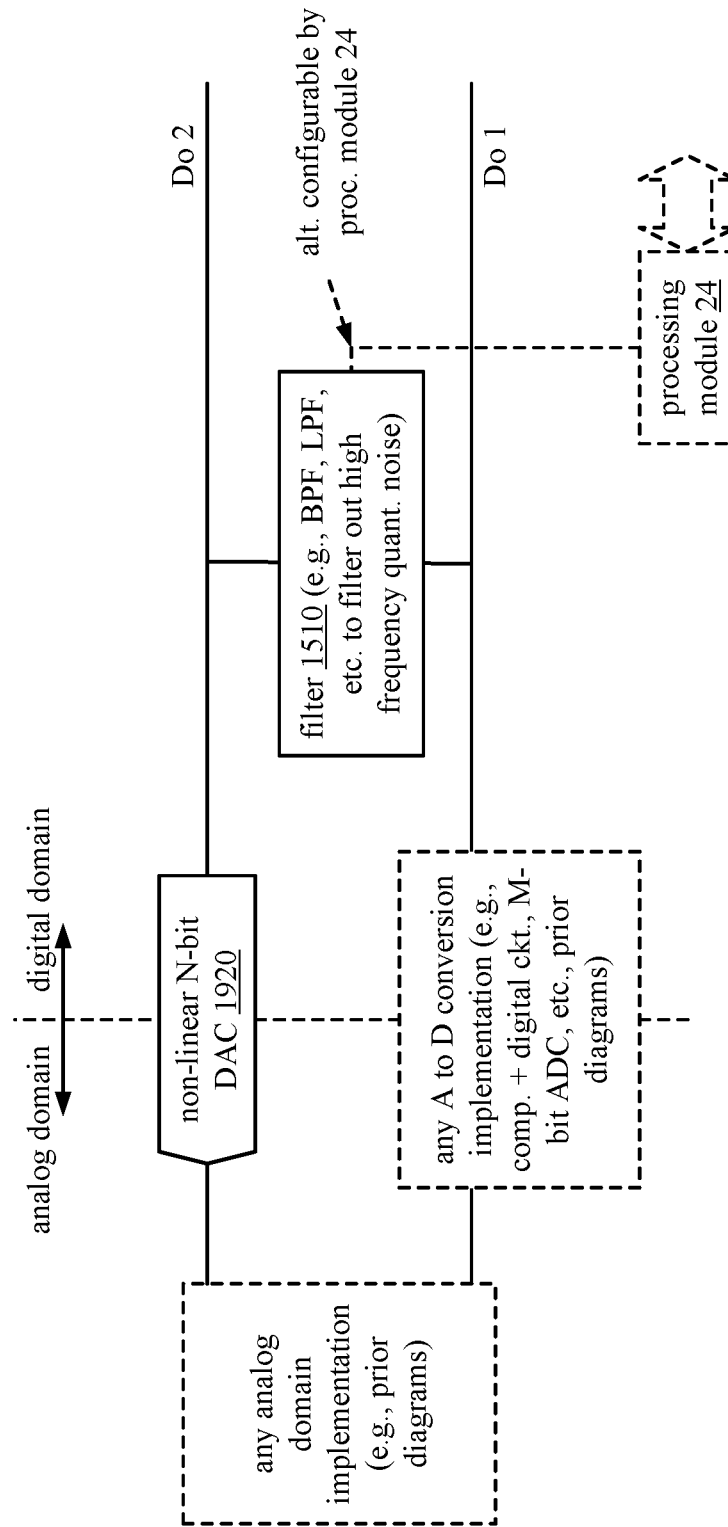 analog domain
digital domain
any analog
domain
implementation
(e.g., prior
diagrams)
non-linear N-bit
DAC 1920
Do 2
filter 1510 (e.g., BPF, LPF,
etc. to filter out high
frequency quant. noise)
alt. configurable by
proc. module 24
any A to D conversion
implementation (e.g.,
comp. + digital ckt., M-
bit ADC, etc., prior
diagrams)
Do 1
processing
module 24